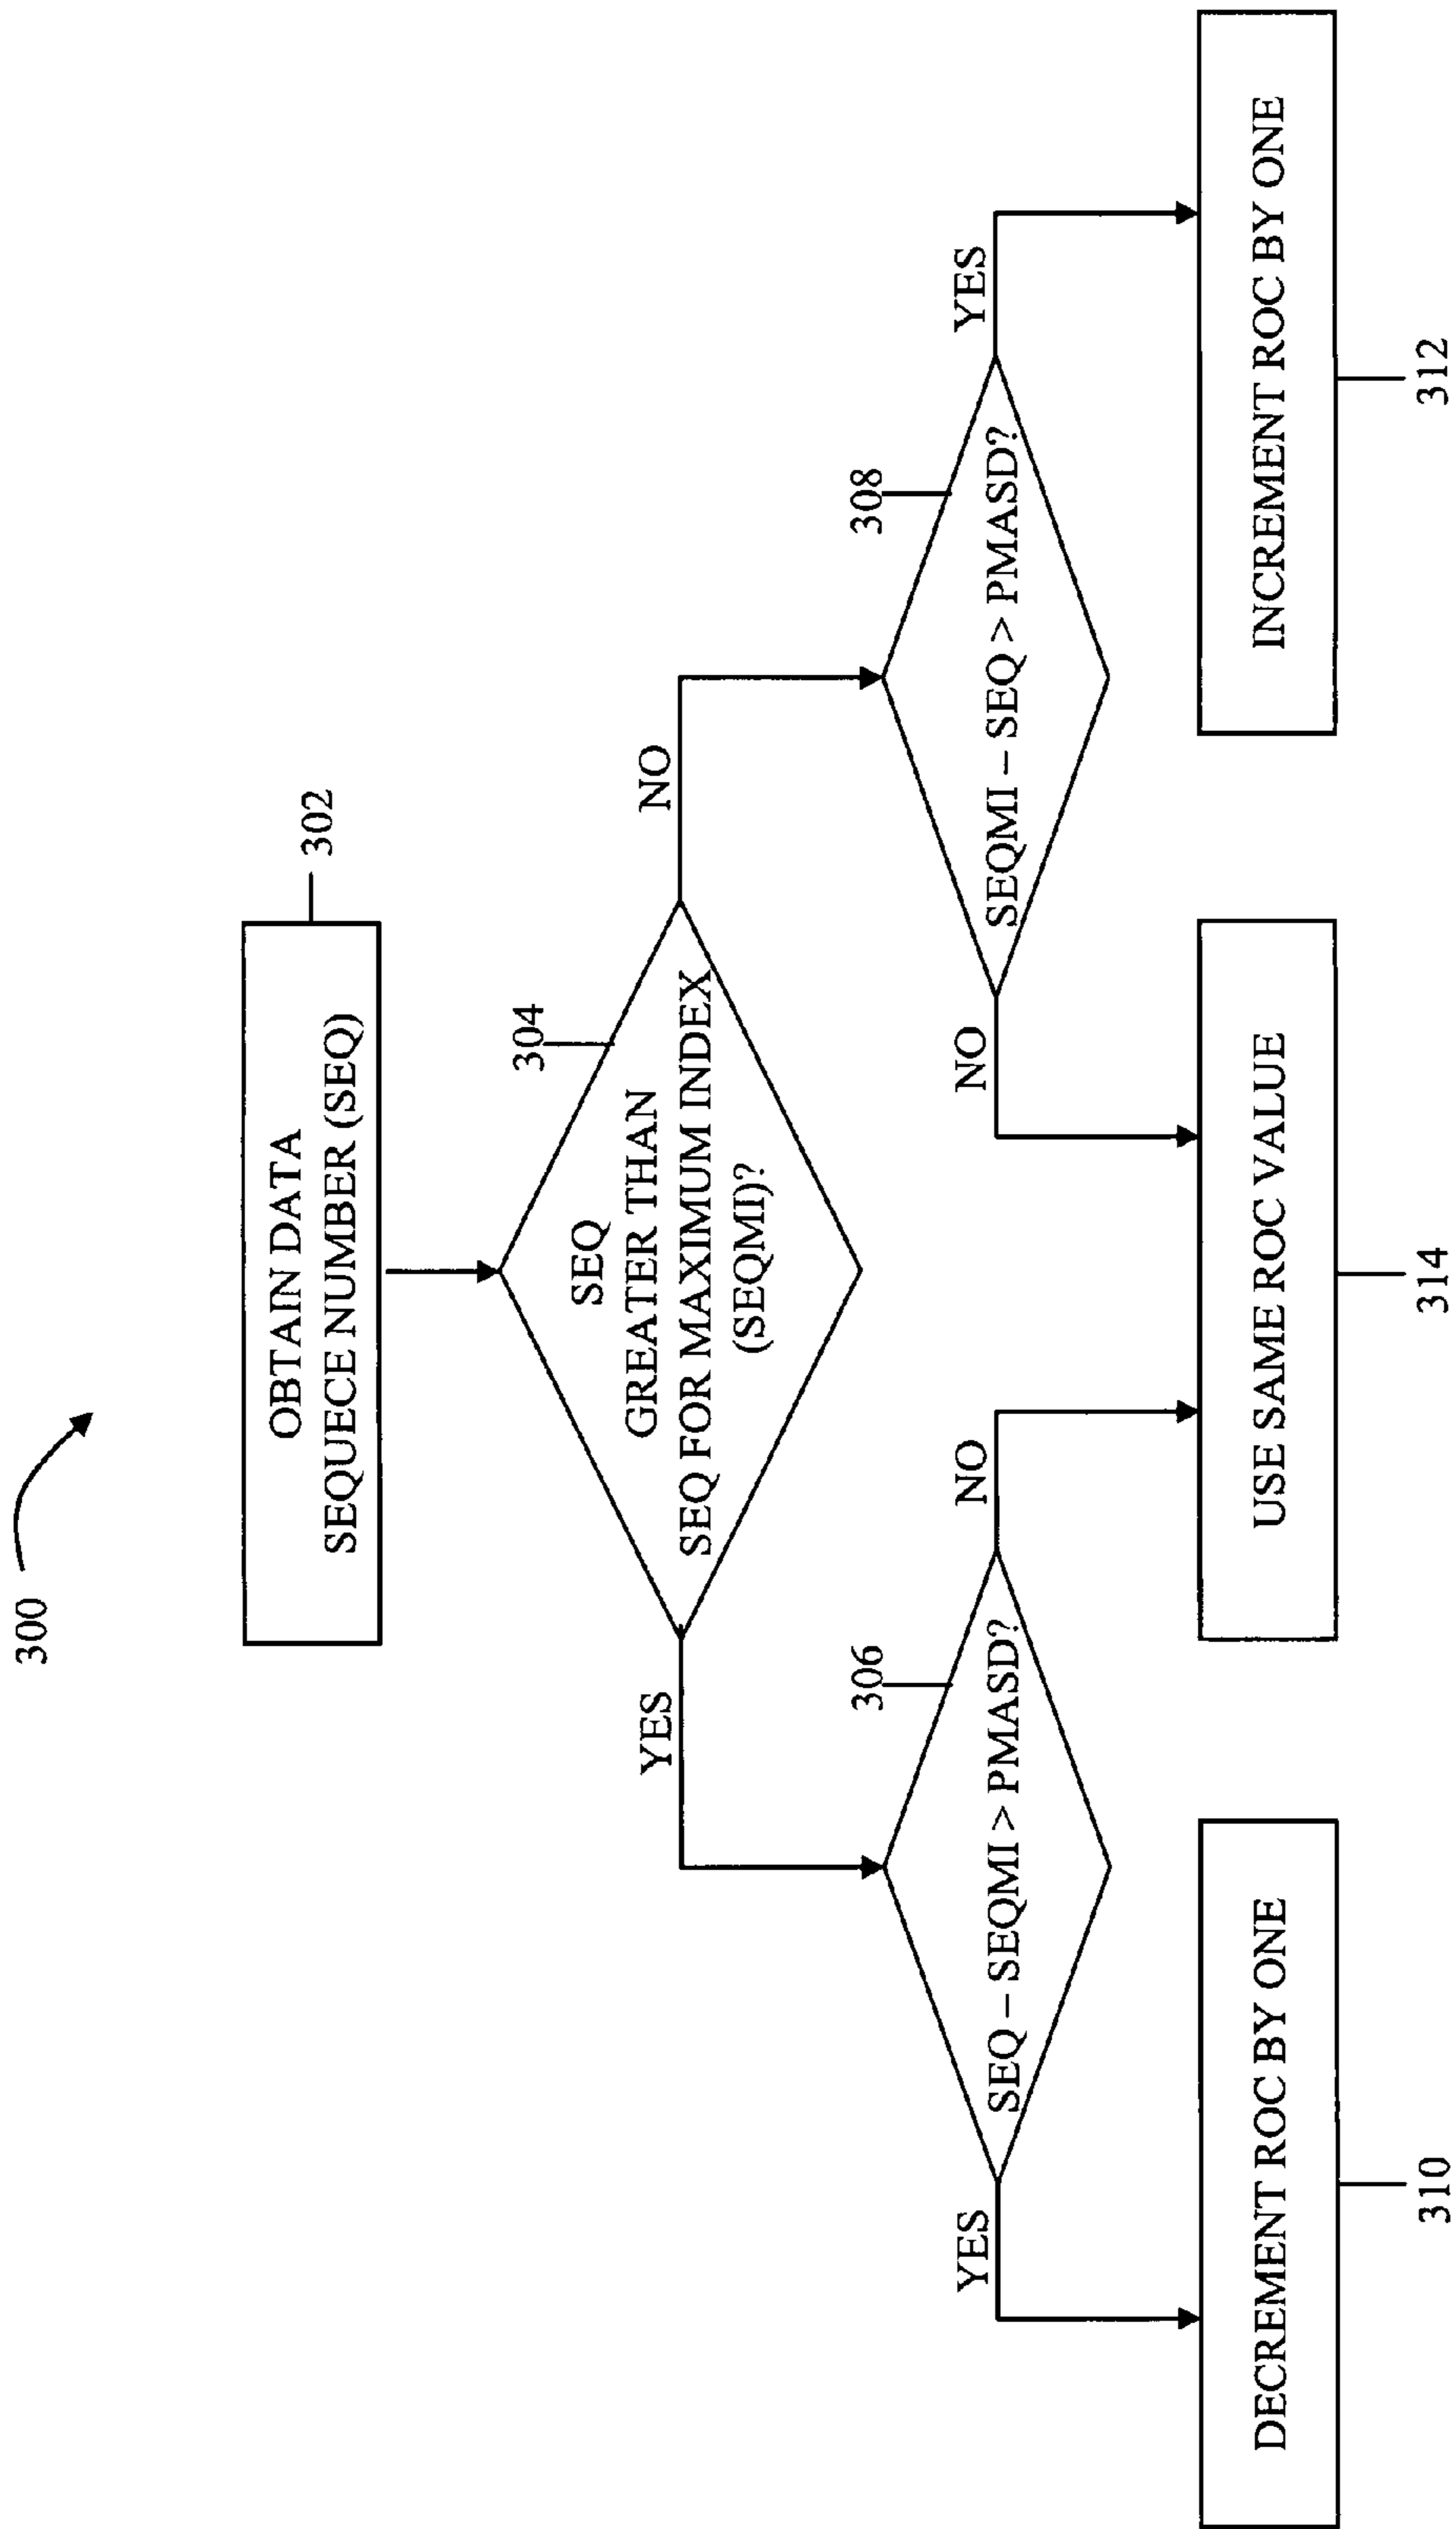 300
OBTAIN DATA
SEQUECE NUMBER (SEQ)
302
304
SEQ
GREATER THAN
SEQ FOR MAXIMUM INDEX
(SEQMI)?
YES
NO
306
308
SEQ – SEQMI > PMASD?
SEQMI – SEQ > PMASD?
YES
NO
NO
YES
DECREMENT ROC BY ONE
USE SAME ROC VALUE
INCREMENT ROC BY ONE
310
314
312